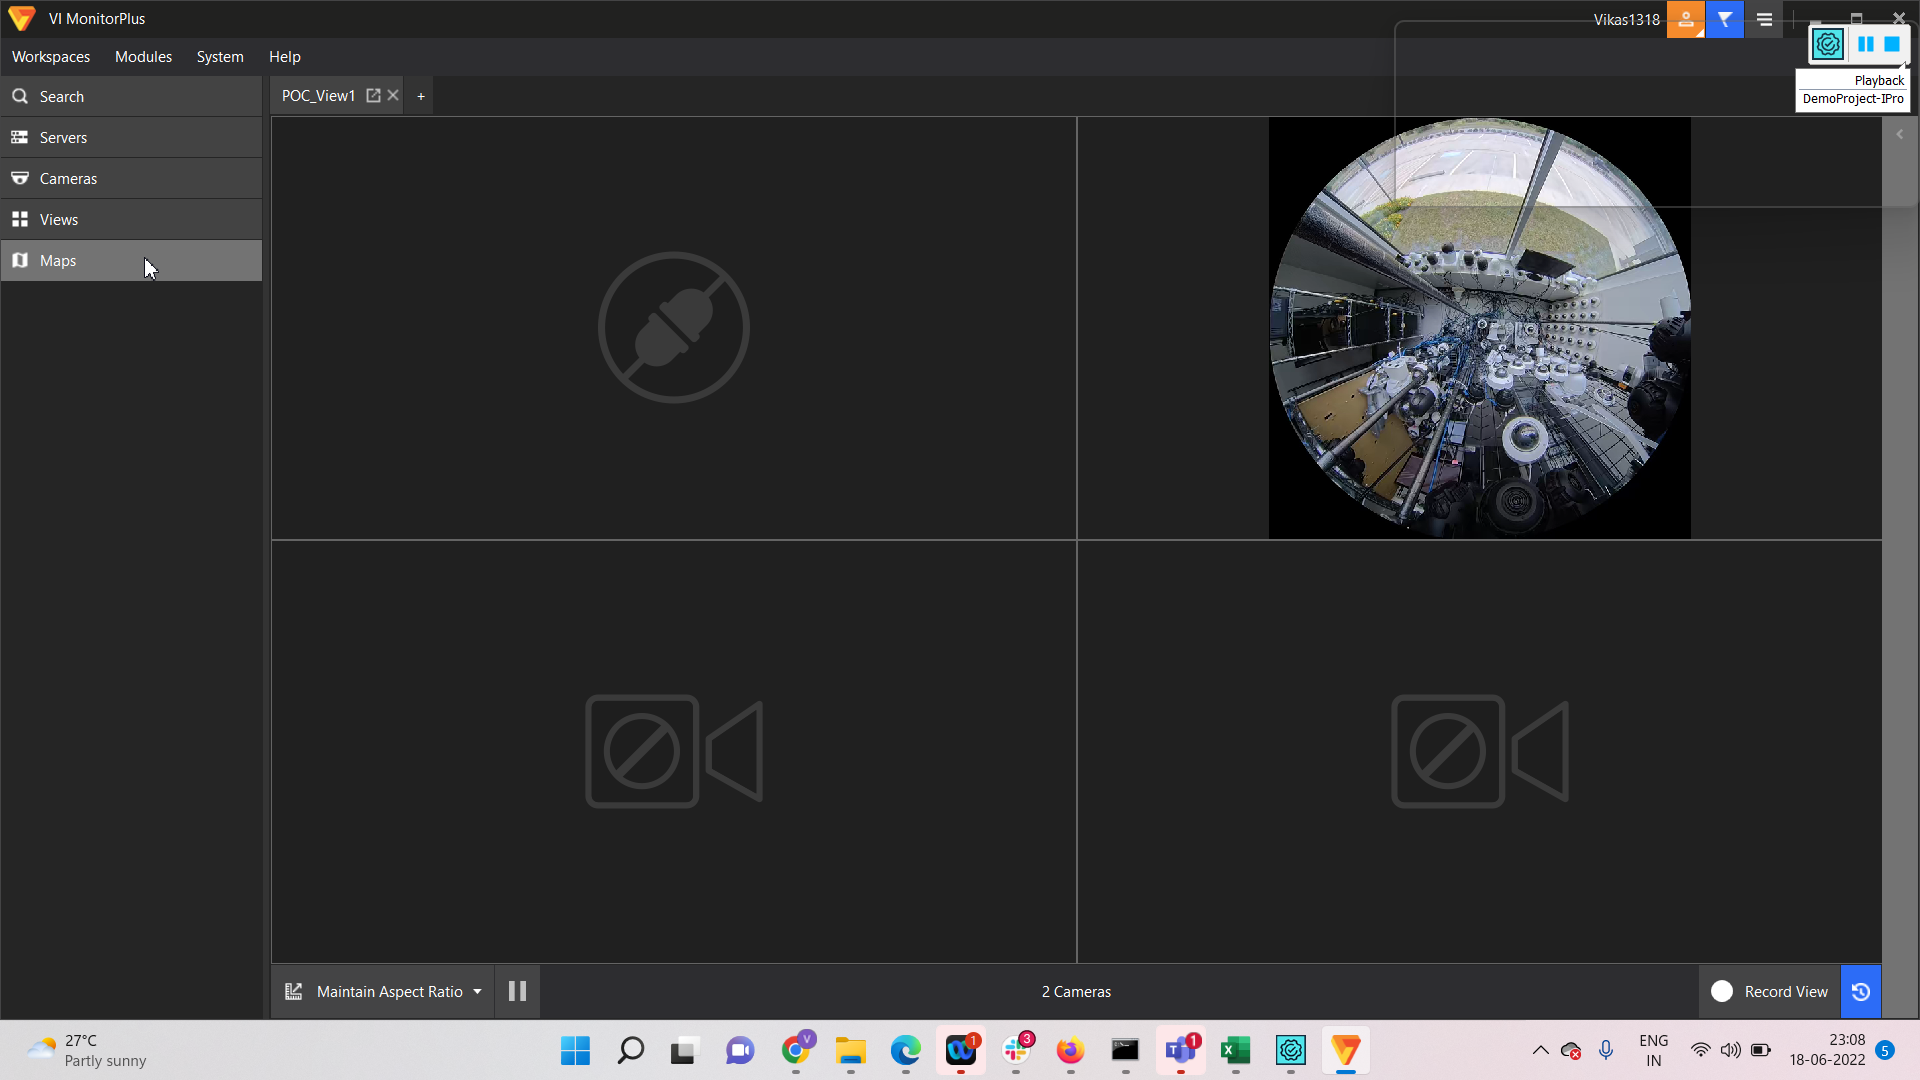 VI MonitorPlus
Vikas1318
Workspaces Modules System Help
Playback
DemoProject-IPro
Search
Servers
Cameras
Views
Maps
POC_View1
+
Maintain Aspect Ratio
2 Cameras
Record View
27°C
Partly sunny
V
1
3
1
ENG
IN
23:08
18-06-2022
5